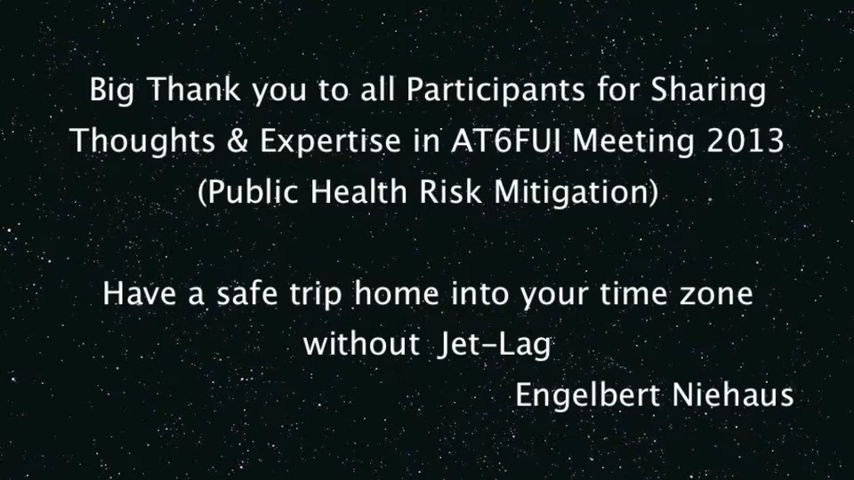 Big Thank you to all Participants for Sharing
Thoughts & Expertise in AT6FUI Meeting 2013
(Public Health Risk Mitigation)
Have a safe trip home into your time zone
without Jet-Lag
Engelbert Niehaus